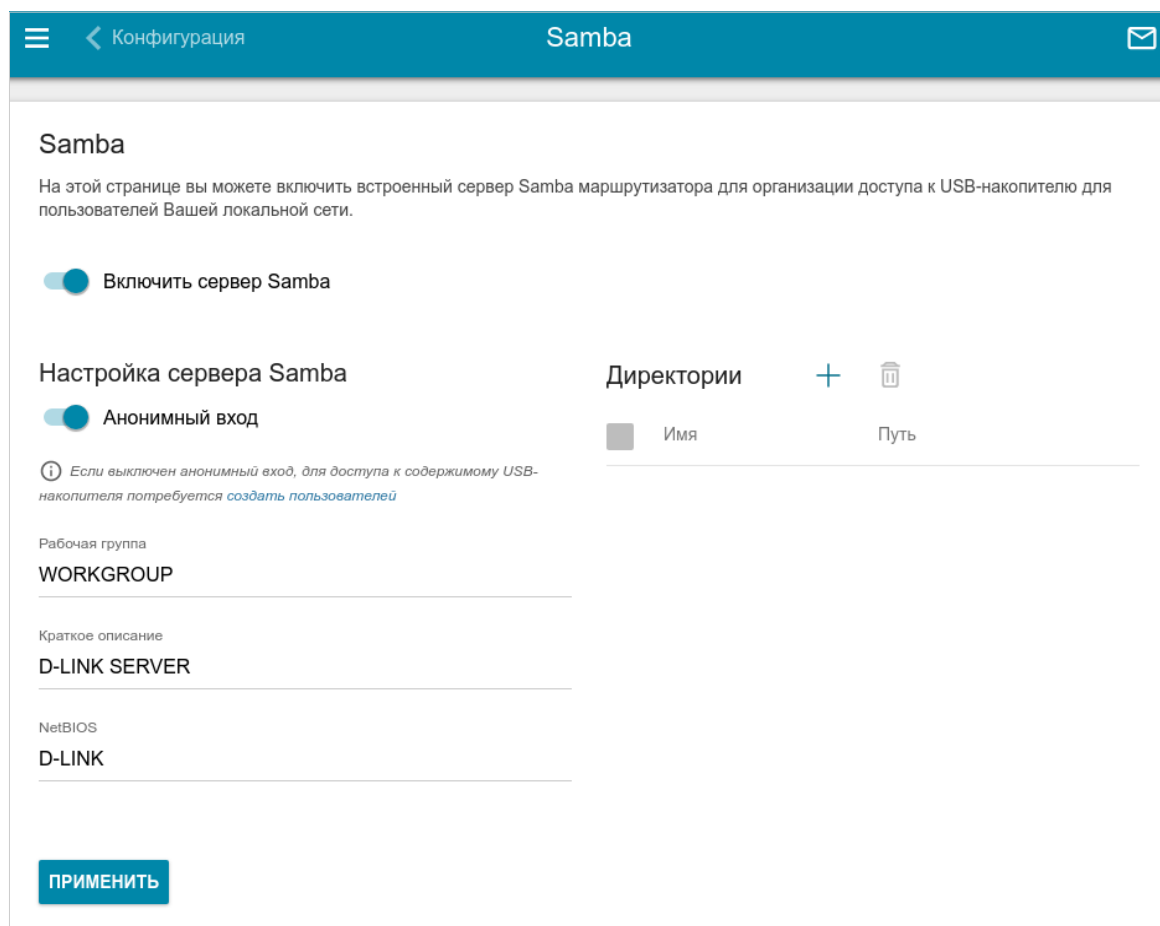 Конфигурация
Samba
Samba
На этой странице вы можете включить встроенный сервер Samba маршрутизатора для организации доступа к USB-накопителю для
пользователей Вашей локальной сети.
Включить сервер Samba
Настройка сервера Samba
Анонимный вход
Если выключен анонимный вход, для доступа к содержимому USB-
накопителя потребуется создать пользователей
Рабочая группа
WORKGROUP
Краткое описание
D-LINK SERVER
NetBIOS
D-LINK
ПРИМЕНИТЬ
Директории
Имя Путь